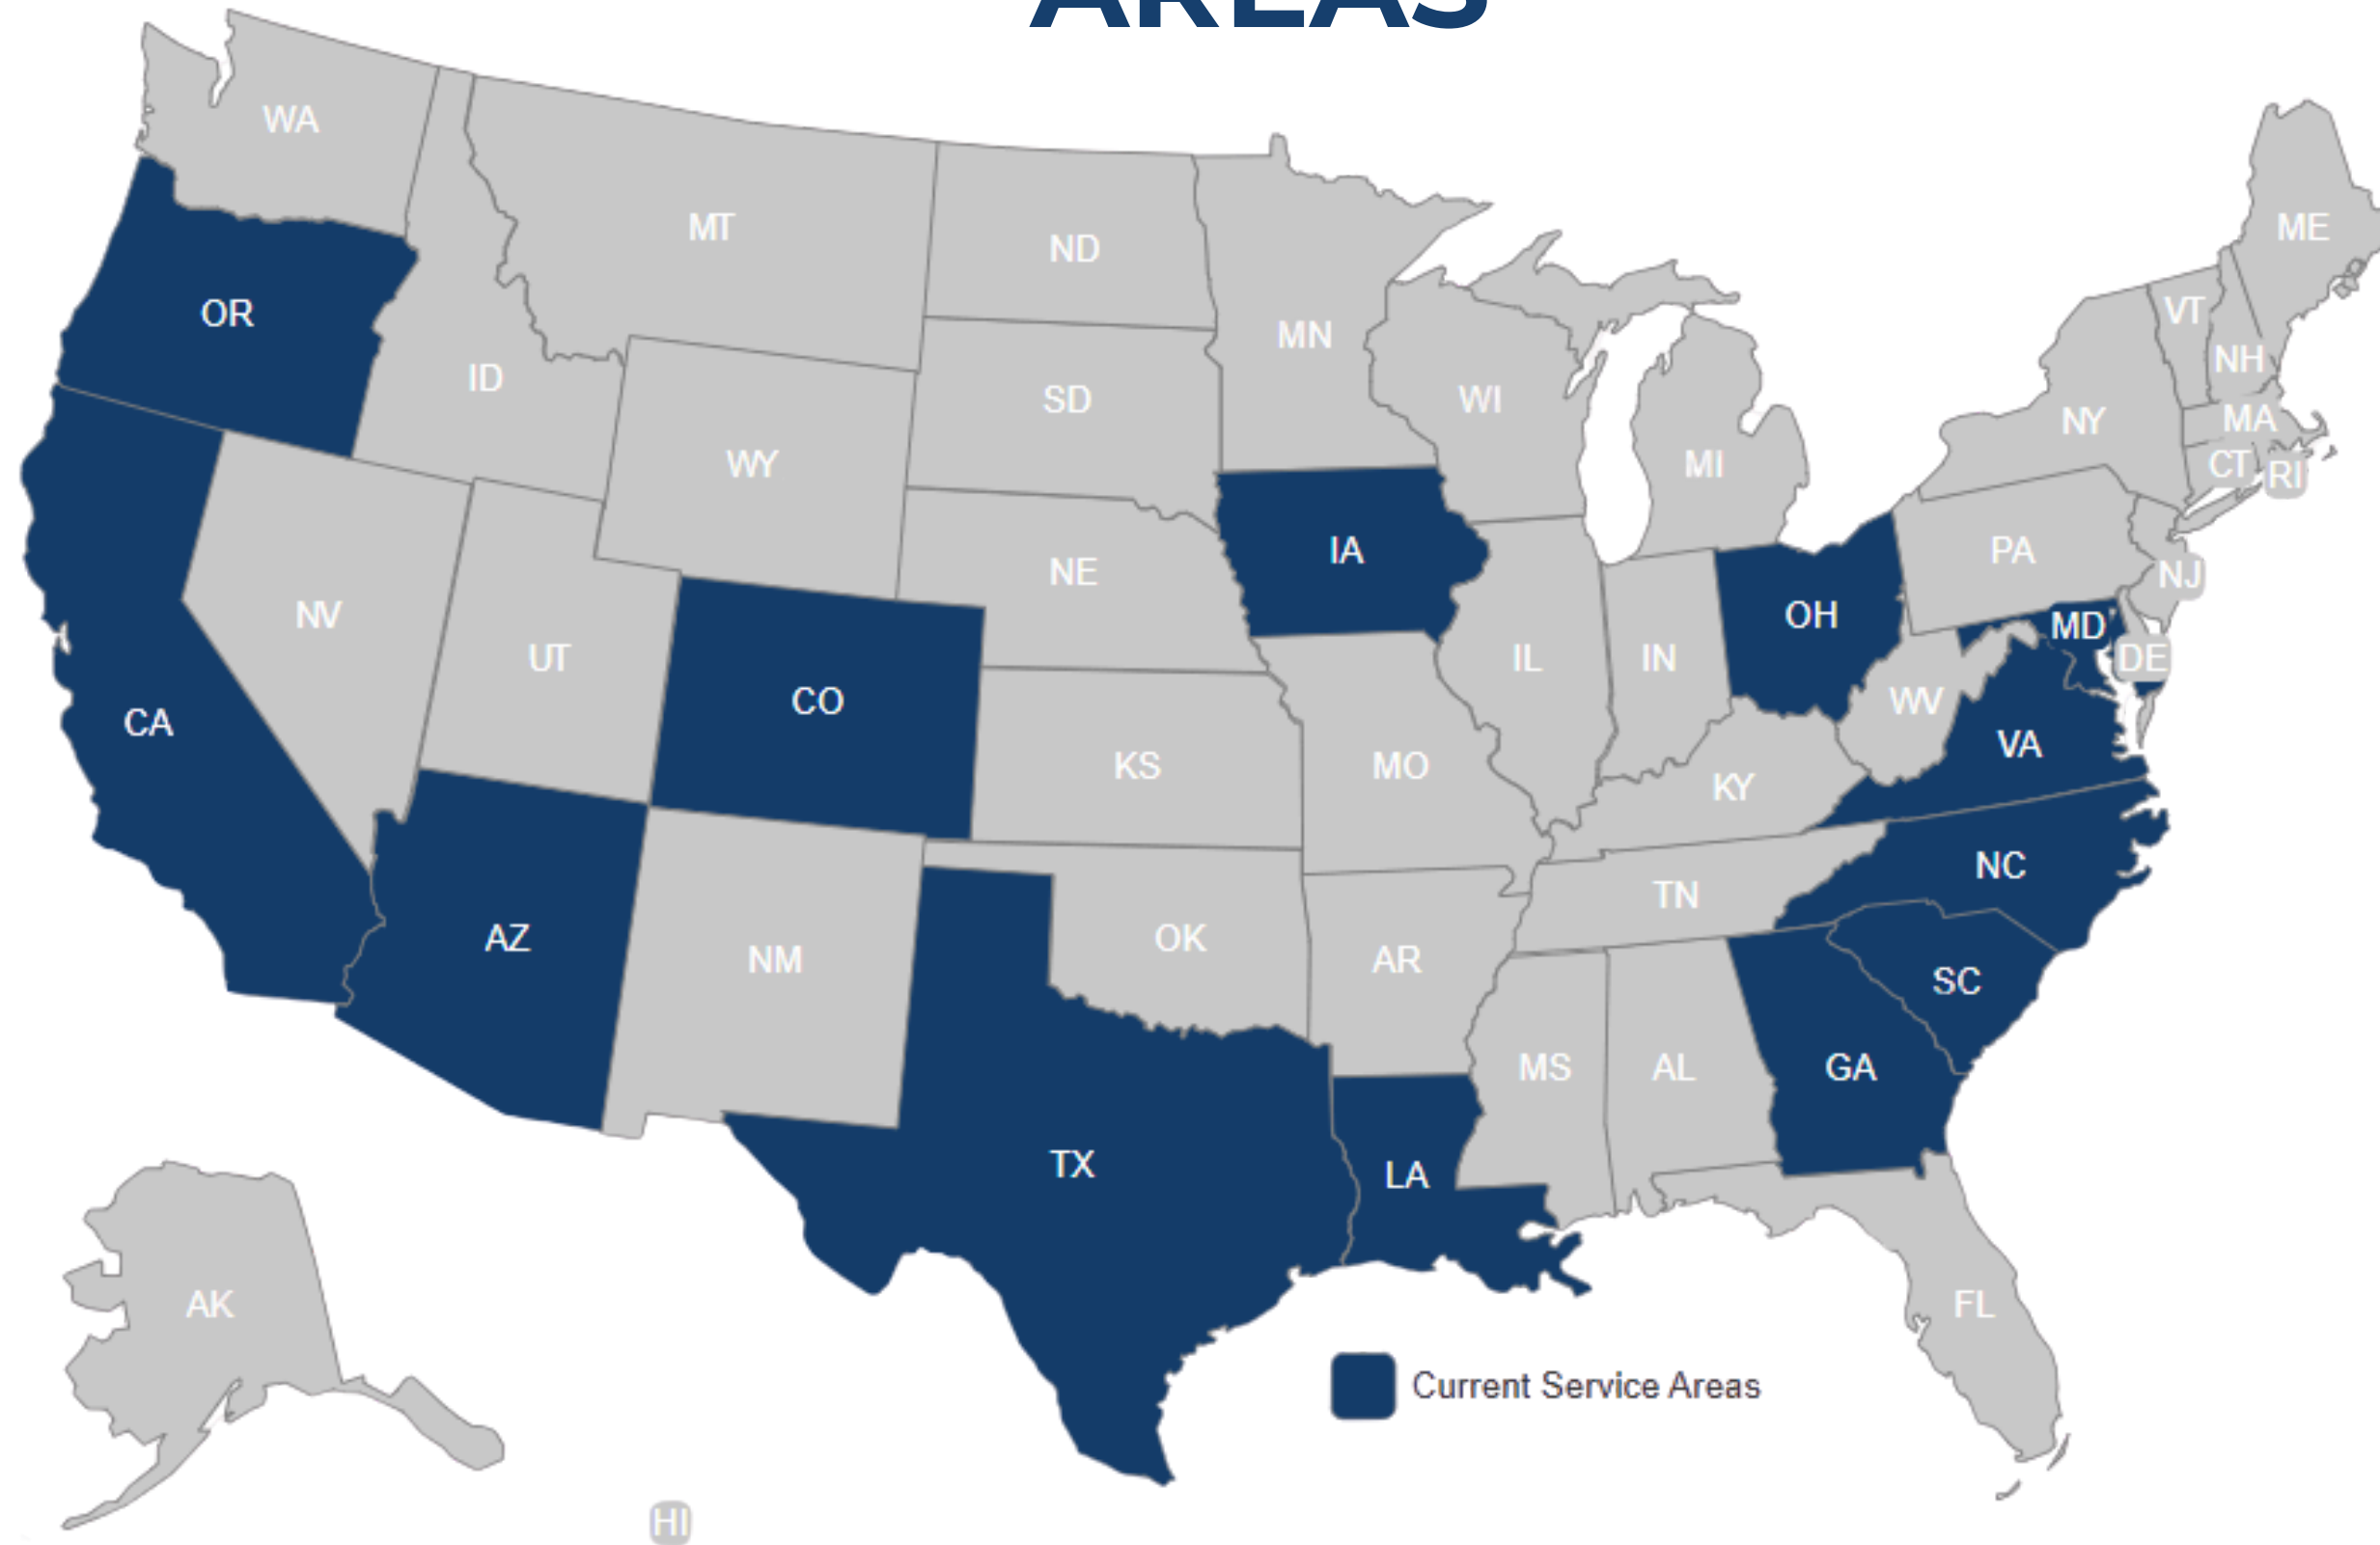 AREAS
WA
MT
ND
ME
OR
VT
MN
NH
ID
SD
WI
MA
NY
WY
MI
CT
RI
IA
PA
NE
NJ
NV
OH
MD
UT
IL
IN
DE
CO
WV
CA
VA
KS
MO
KY
NC
TN
AZ
OK
NM
AR
SC
MS
AL
GA
TX
LA
AK
FL
Current Service Areas
HI